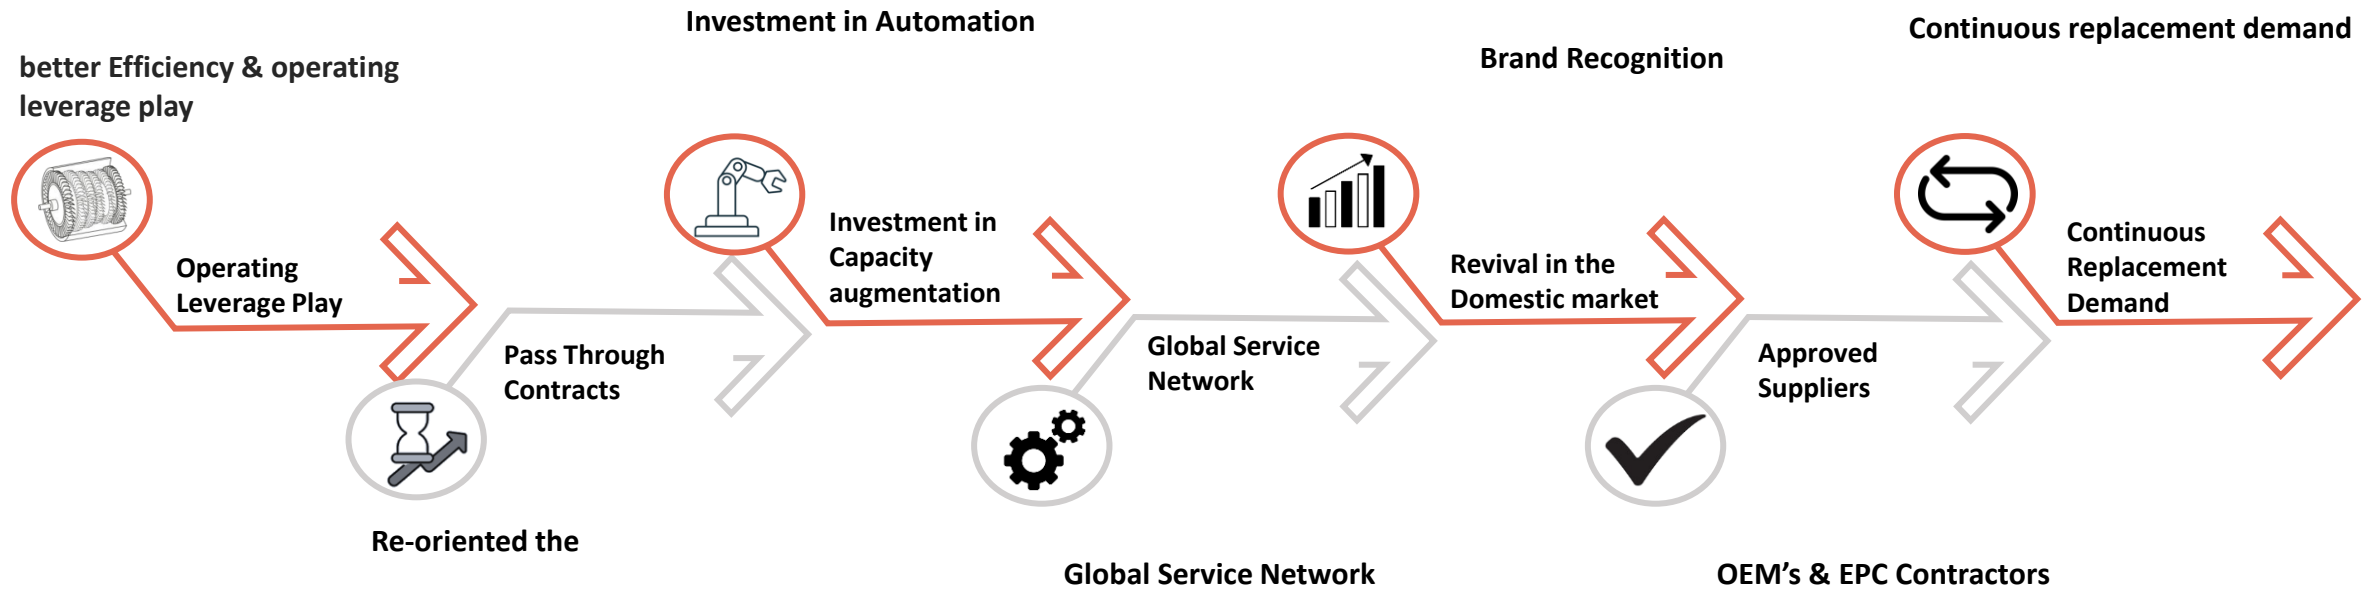 Investment in Automation
Continuous replacement demand
Brand Recognition
better Efficiency & operating
leverage play
Operating
Leverage Play
Pass Through
Contracts
Investment in
Capacity
augmentation
Global Service
Network
Revival in the
Domestic market
Approved
Suppliers
Continuous
Replacement
Demand
Re-oriented the
Global Service Network
OEM's & EPC Contractors